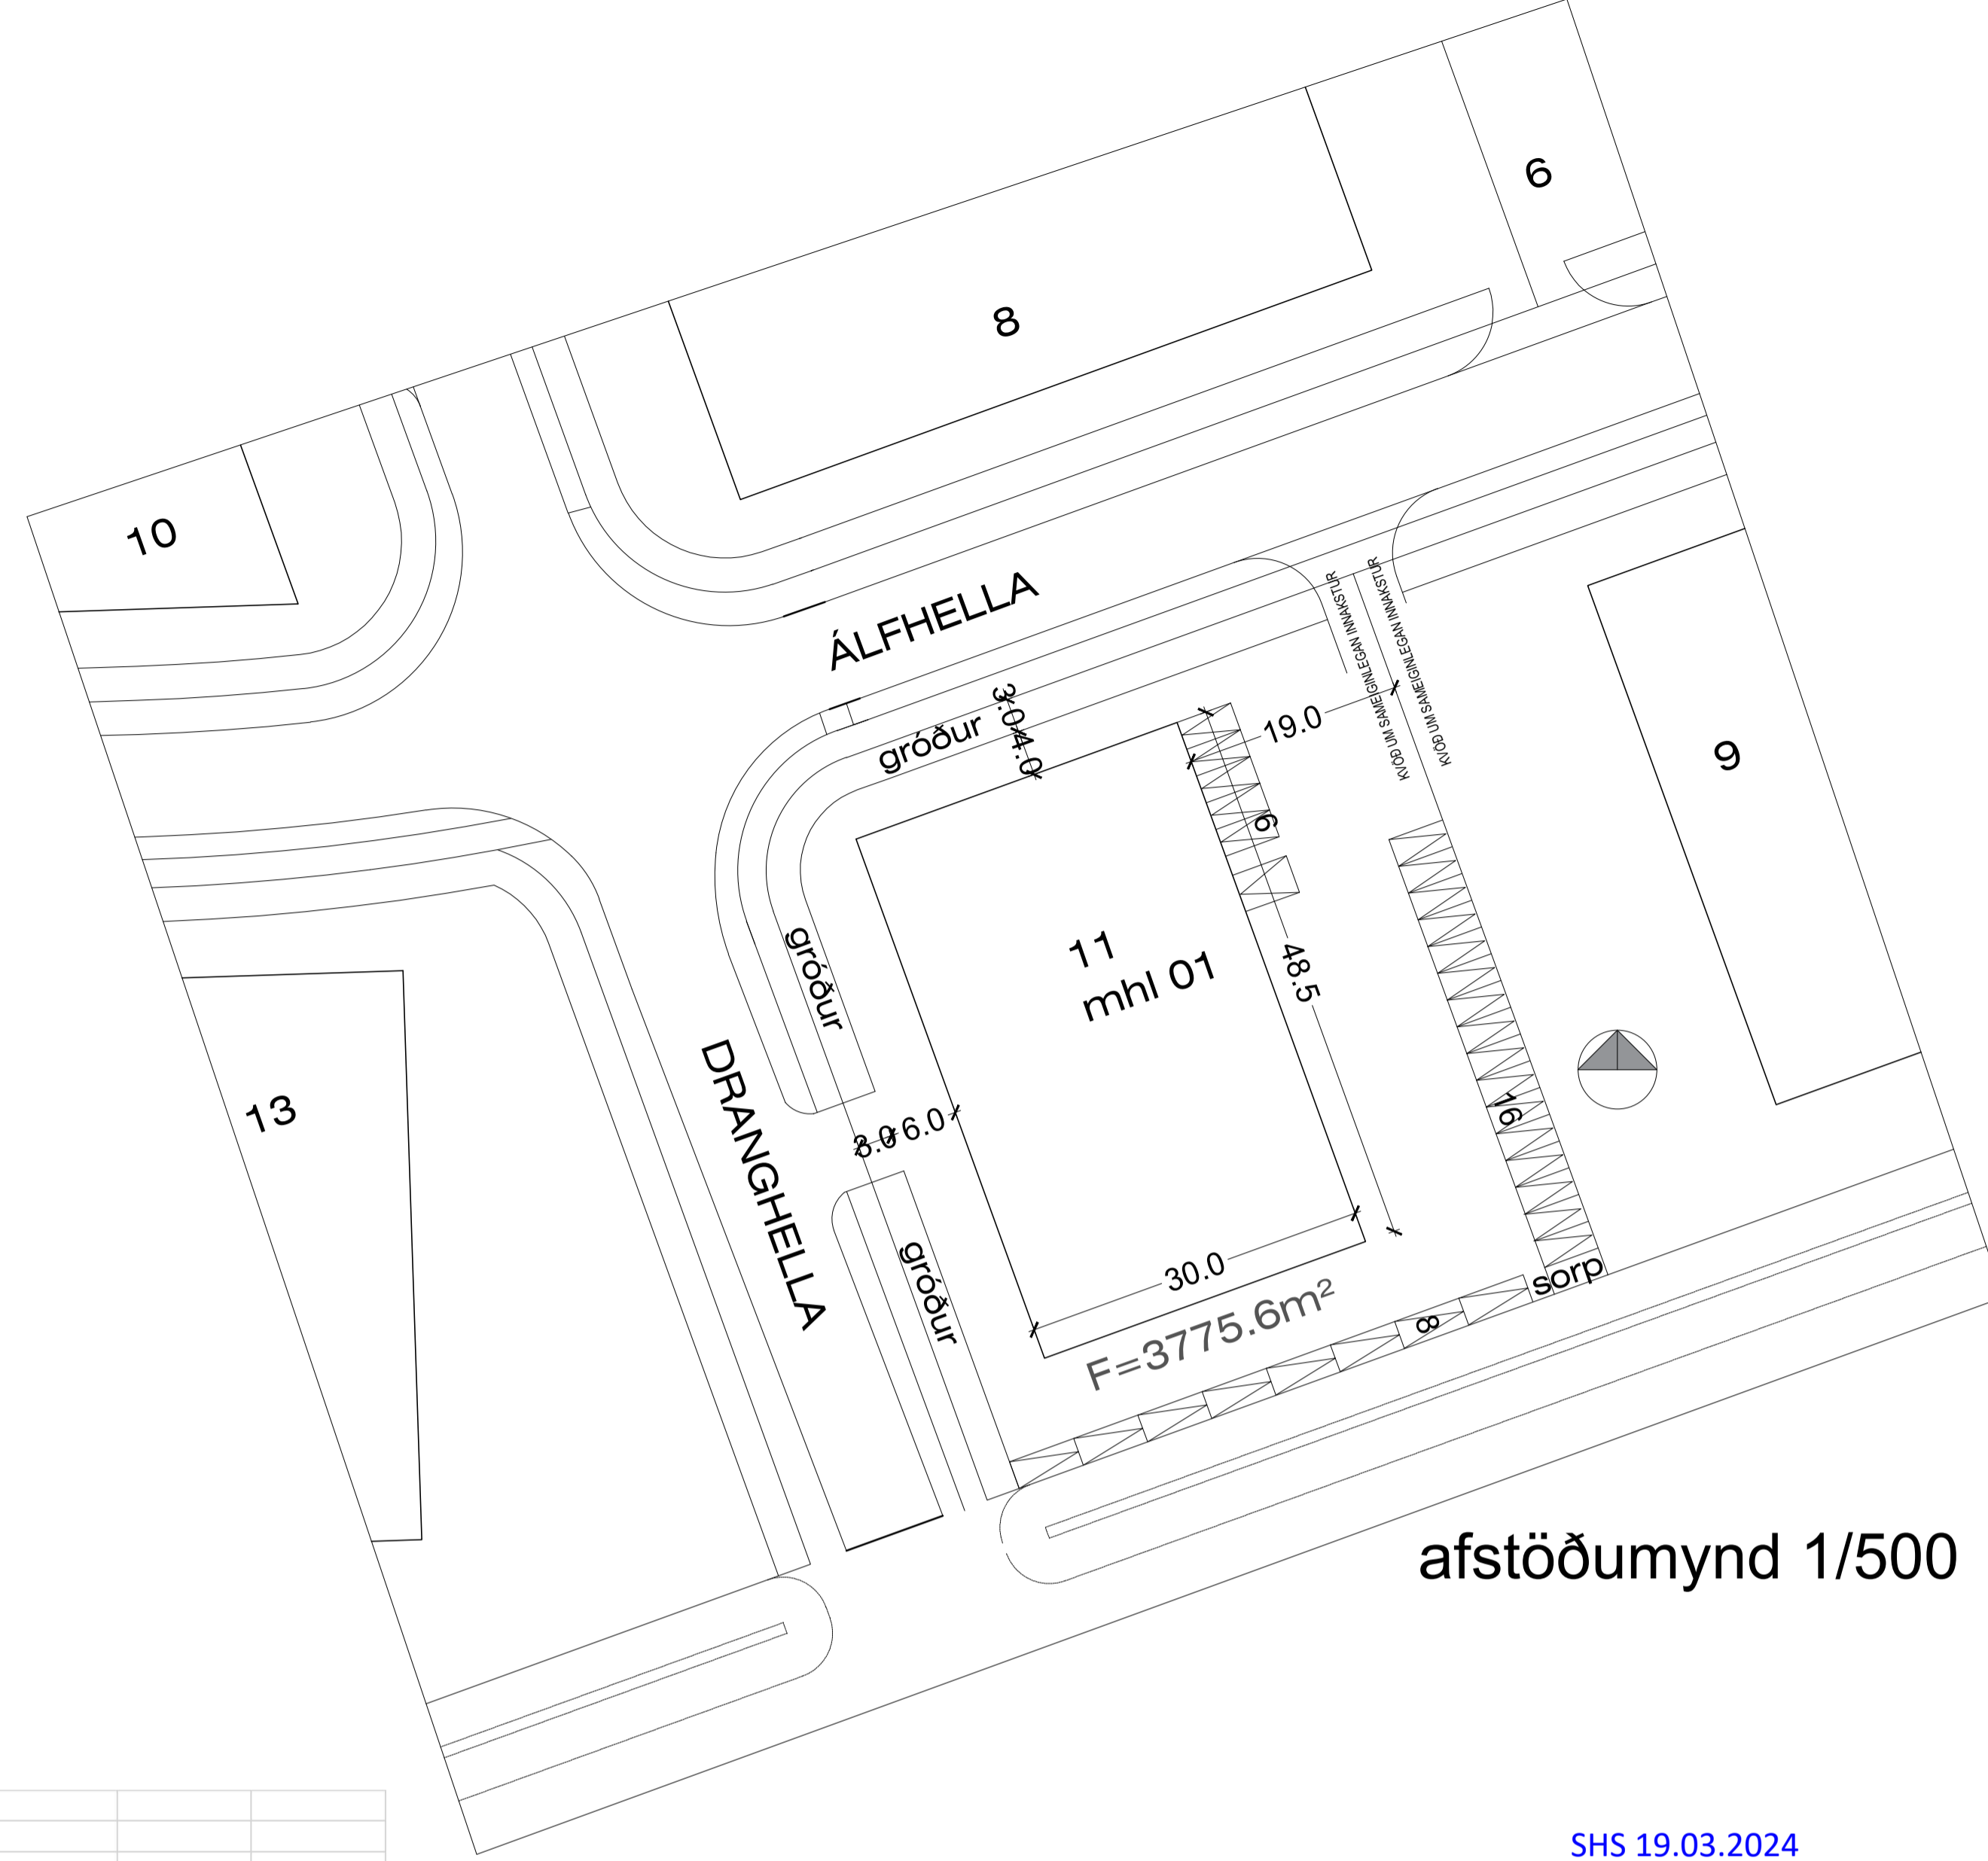 6
8
10
ÁLFHELLA
KVÖÐ UM SAMEIGINLEGAN INNAKSTUR
KVÖÐ UM SAMEIGINLEGAN INNAKSTUR
gróður
3.0
4.0
19.0
9
6
11
mhl 01
48.5
gróður
13
DRANGHELLA
3.0
6.0
16
gróður
30.0
sorp
F=3775.6m²
8
afstöðumynd 1/500
SHS 19.03.2024